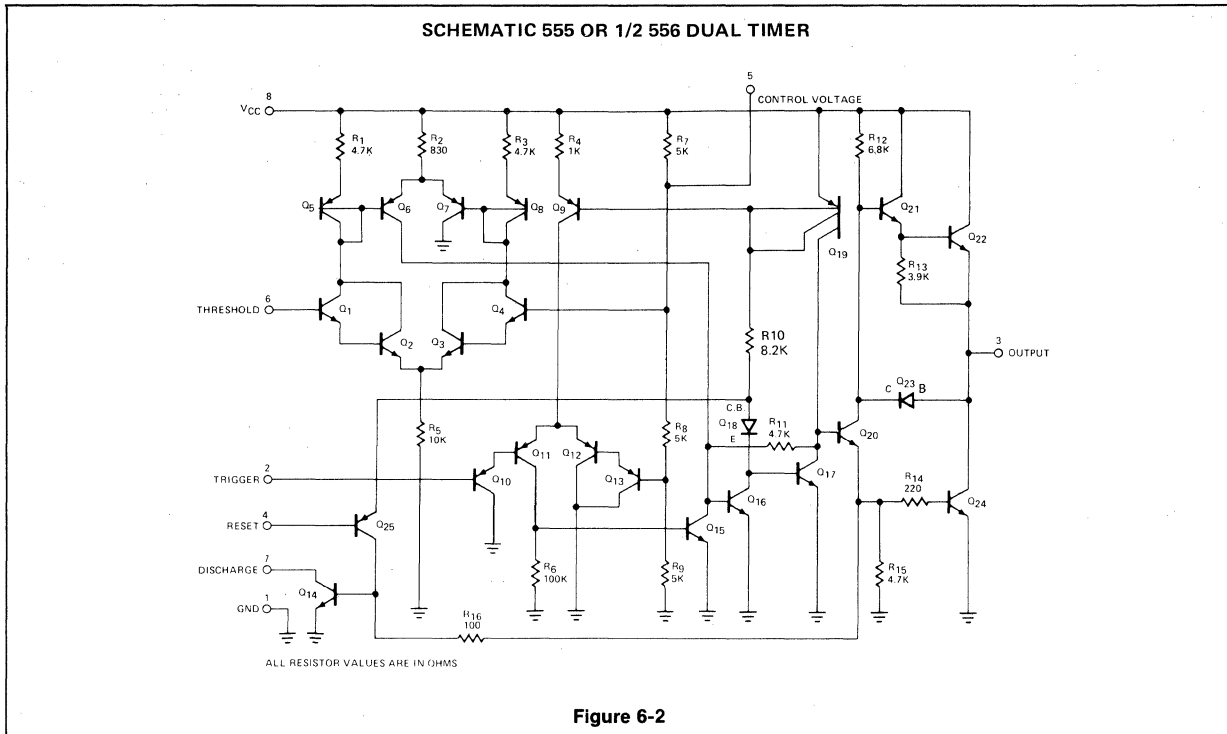 SCHEMATIC 555 OR 1/2 556 DUAL TIMER
5
CONTROL VOLTAGE
8
VCC
R1
4.7K
R2
830
R3
4.7K
R4
1K
R7
5K
R12
6.8K
Q5
Q6
Q7
Q8
Q9
Q19
Q21
Q22
R13
3.9K
6
THRESHOLD
Q1
Q2
Q3
Q4
R10
8.2K
3
OUTPUT
C Q23 B
C.B.
Q18
E
R11
4.7K
Q20
R5
10K
R8
5K
Q11
Q12
Q13
Q17
R14
220
2
TRIGGER
Q10
Q16
Q24
4
RESET
Q25
Q15
7
DISCHARGE
Q14
R6
100K
R9
5K
R15
4.7K
1
GND
R16
100
ALL RESISTOR VALUES ARE IN OHMS
Figure 6-2